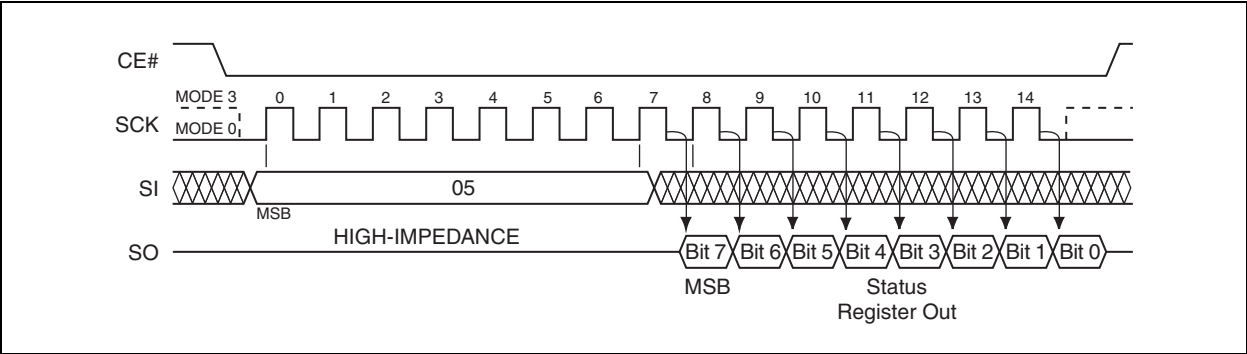 CE#
MODE 3
0 1 2 3 4 5 6 7 8 9 10 11 12 13 14
SCK
MODE 0
SI
05
MSB
HIGH-IMPEDANCE
SO
Bit 7 Bit 6 Bit 5 Bit 4 Bit 3 Bit 2 Bit 1 Bit 0
MSB
Status
Register Out